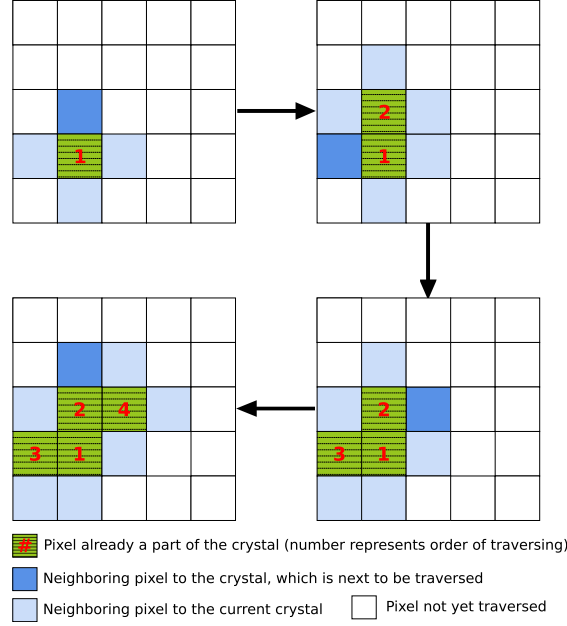 1
2
1
2 4
3 1
2
3 1
# Pixel already a part of the crystal (number represents order of traversing)
Neighboring pixel to the crystal, which is next to be traversed
Neighboring pixel to the current crystal
Pixel not yet traversed